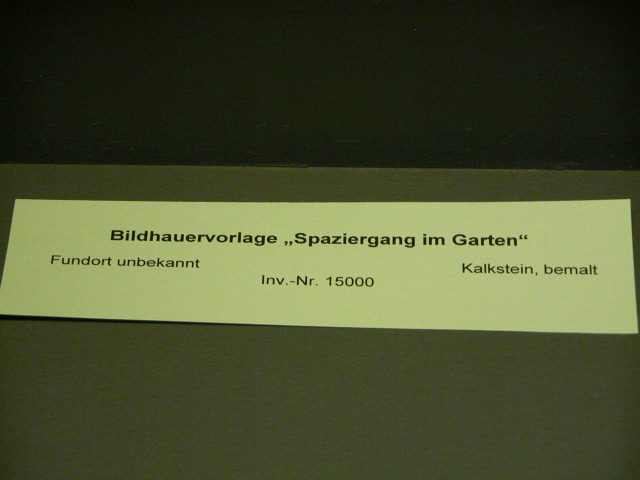 Bildhauervorlage „Spaziergang im Garten“
Fundort unbekannt
Kalkstein, bemalt
Inv.-Nr. 15000